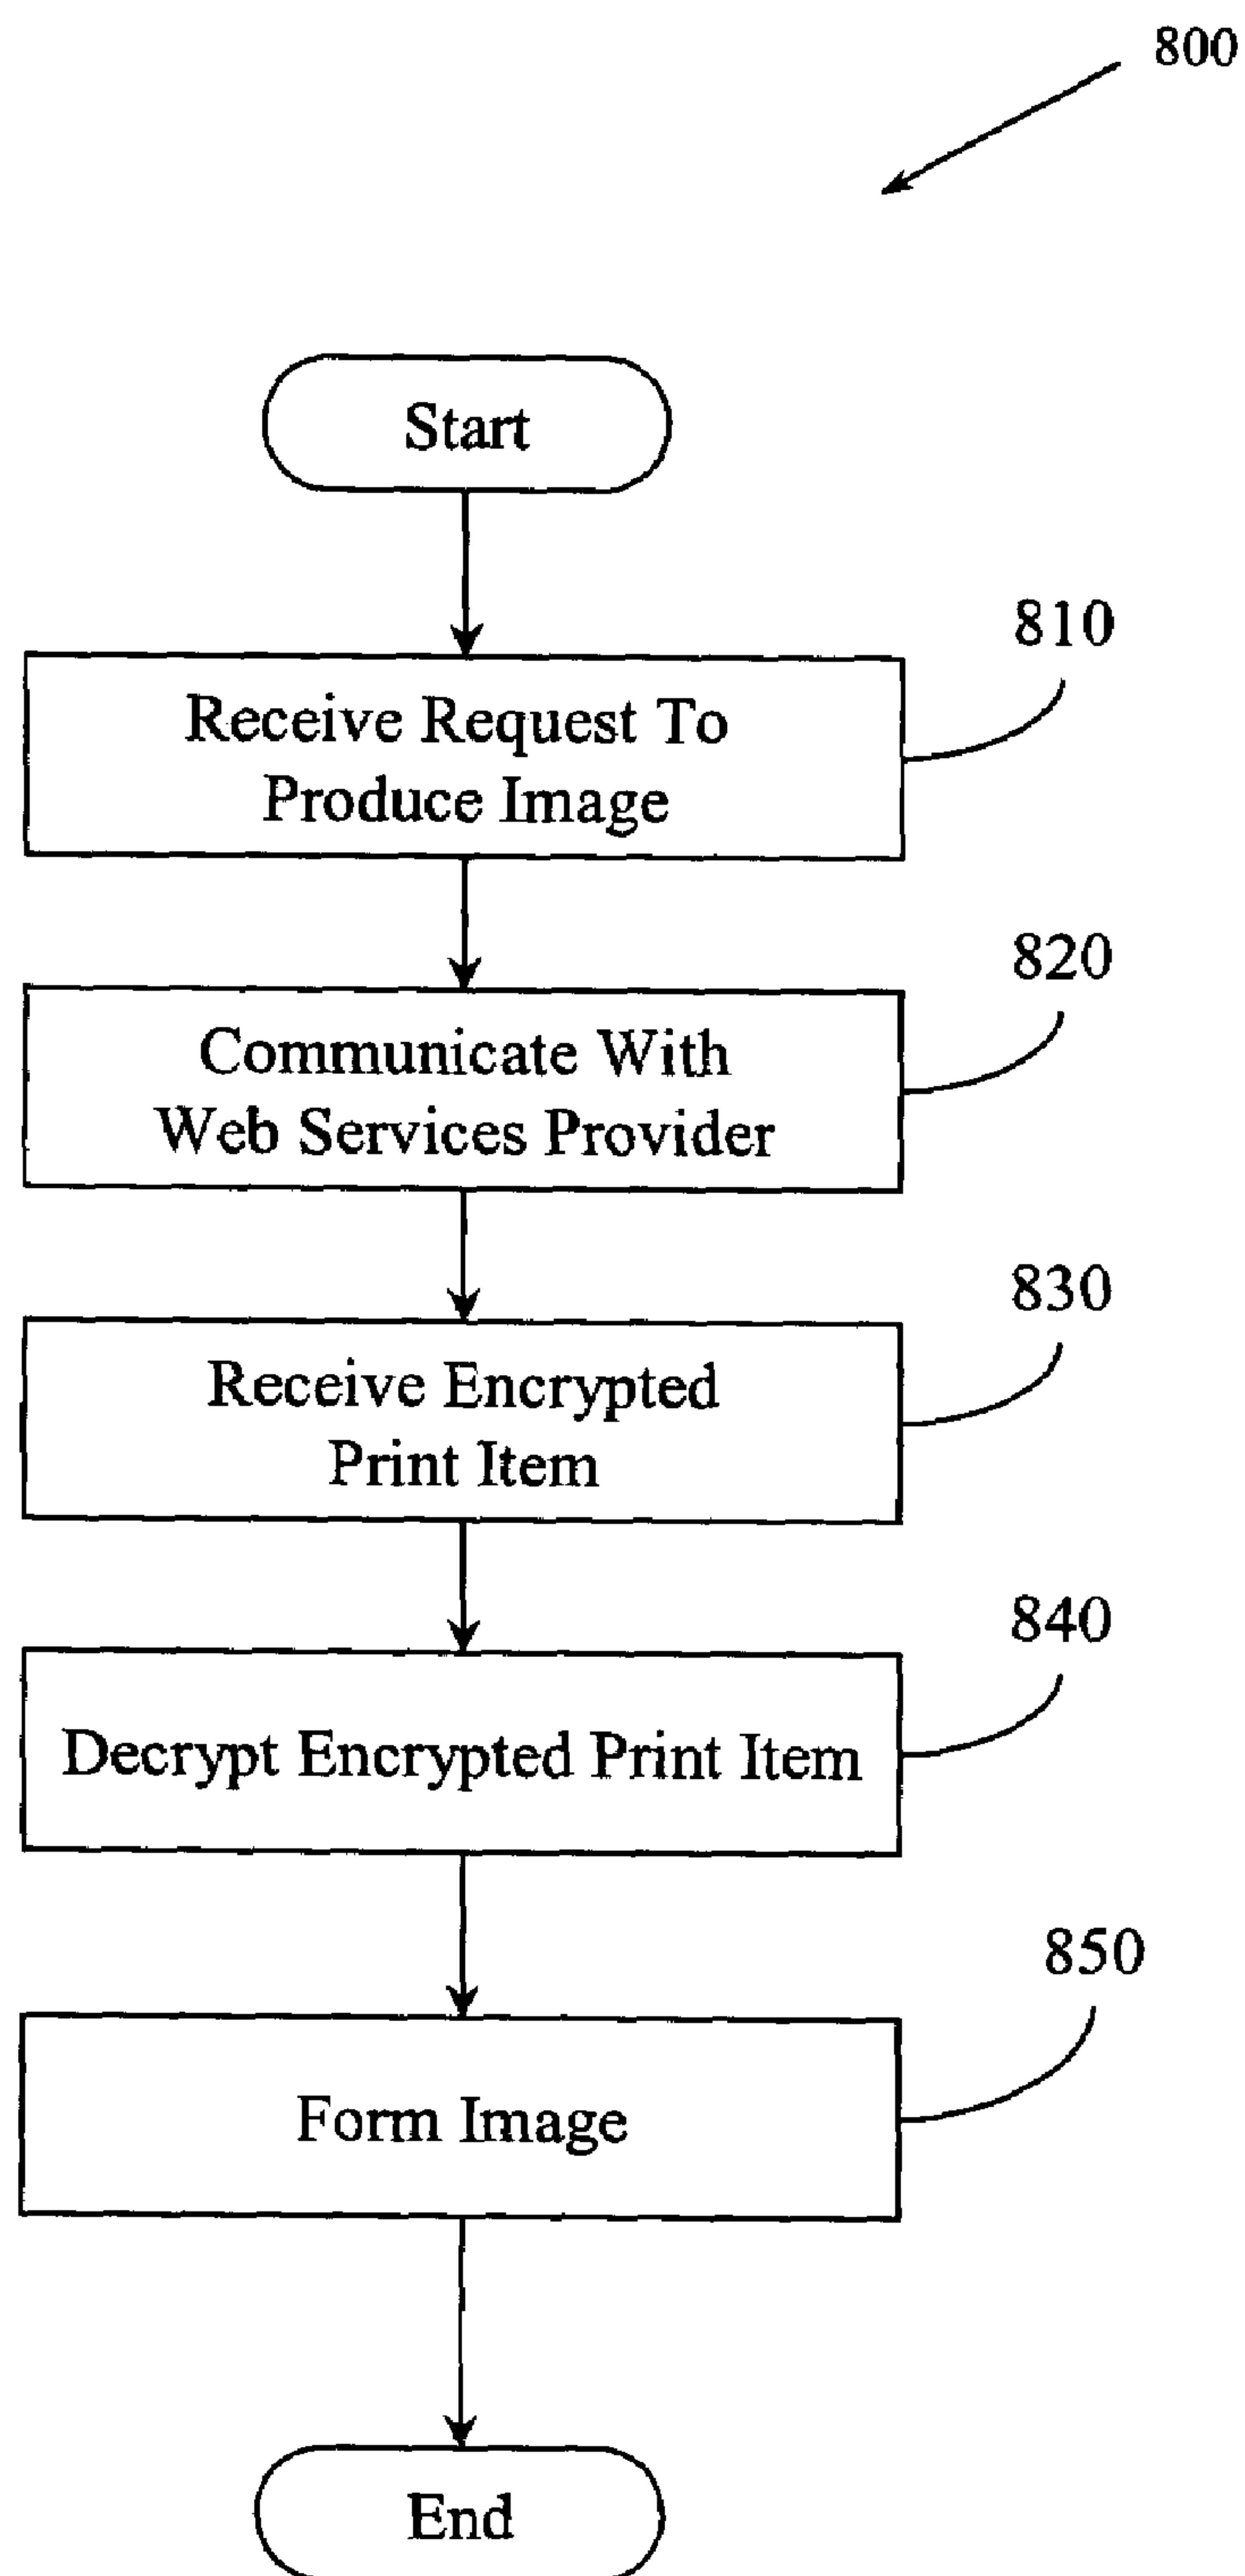 800
Start
810
Receive Request To
Produce Image
820
Communicate With
Web Services Provider
830
Receive Encrypted
Print Item
840
Decrypt Encrypted Print Item
850
Form Image
End